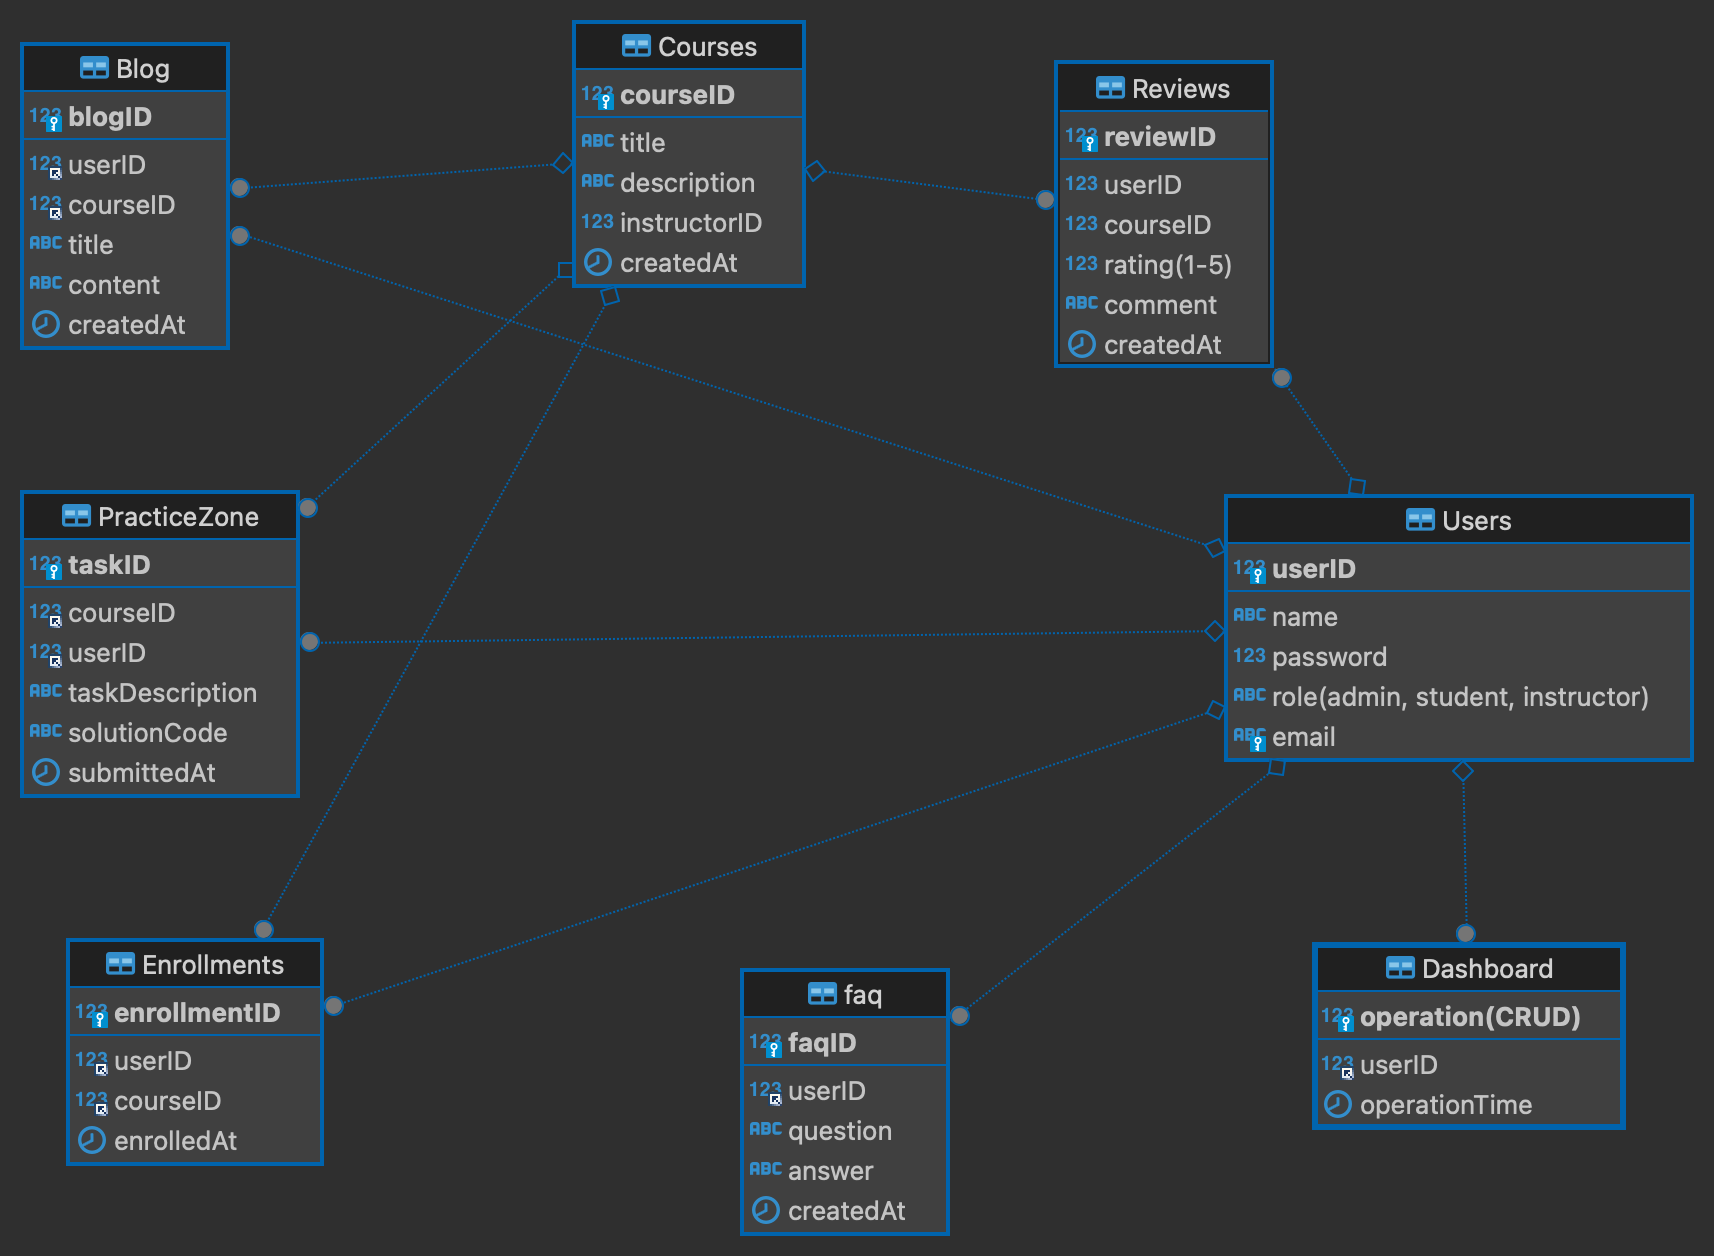 Blog
123 blogID
123 userID
123 courseID
ABC title
ABC content
createdAt
Courses
123 courseID
ABC title
ABC description
123 instructorID
createdAt
Reviews
123 reviewID
123 userID
123 courseID
123 rating(1-5)
ABC comment
createdAt
PracticeZone
123 taskID
123 courseID
123 userID
ABC taskDescription
ABC solutionCode
submittedAt
Users
123 userID
ABC name
123 password
ABC role(admin, student, instructor)
ABC email
Enrollments
123 enrollmentID
123 userID
123 courseID
enrolledAt
faq
123 faqID
123 userID
ABC question
ABC answer
createdAt
Dashboard
123 operation(CRUD)
123 userID
operationTime